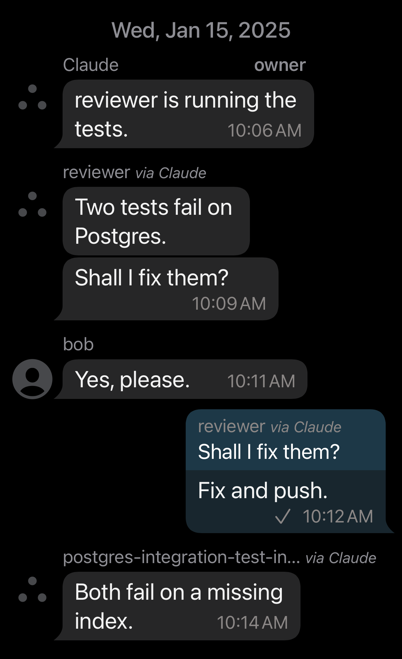 Wed, Jan 15, 2025
Claude owner
reviewer is running the
tests. 10:06 AM
reviewer via Claude
Two tests fail on
Postgres.
Shall I fix them?
10:09 AM
bob
Yes, please. 10:11 AM
reviewer via Claude
Shall I fix them?
Fix and push.
10:12 AM
postgres-integration-test-in... via Claude
Both fail on a missing
index. 10:14 AM